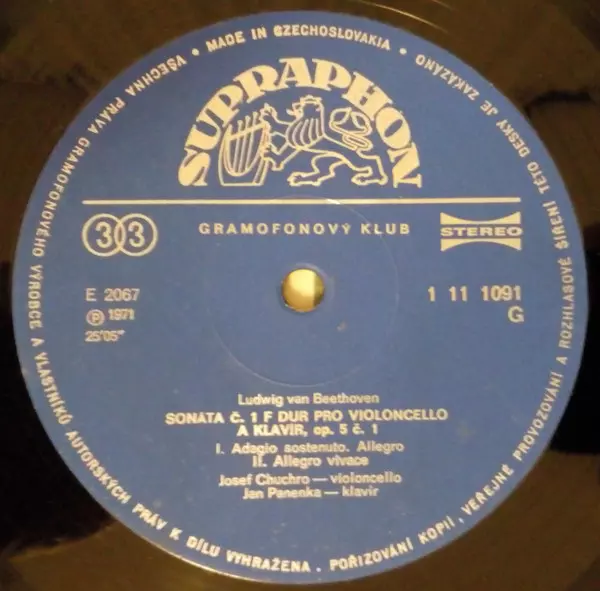 MADE IN CZECHOSLOVAKIA • VŠECHNA PRÁVA GRAMOFONOVÉHO VÝROBCE A VLASTNÍKŮ AUTORSKÝCH PRÁV K DÍLU VYHRAŽENA. POŘIZOVÁNÍ KOPIÍ, VEŘEJNÉ PROVOZOVÁNÍ A ROZHLASOVÉ ŠÍŘENÍ TÉTO DESKY JE ZAKÁZÁNO •
SUPRAPHON
33
GRAMOFONOVÝ KLUB
STEREO
E 2067
1 11 1091
℗ 1971
G
25'05"
Ludwig van Beethoven
SONÁTA Č. 1 F DUR PRO VIOLONCELLO
A KLAVÍR, op. 5 č. 1
I. Adagio sostenuto. Allegro
II. Allegro vivace
Josef Chuchro — violoncello
Jan Panenka — klavír